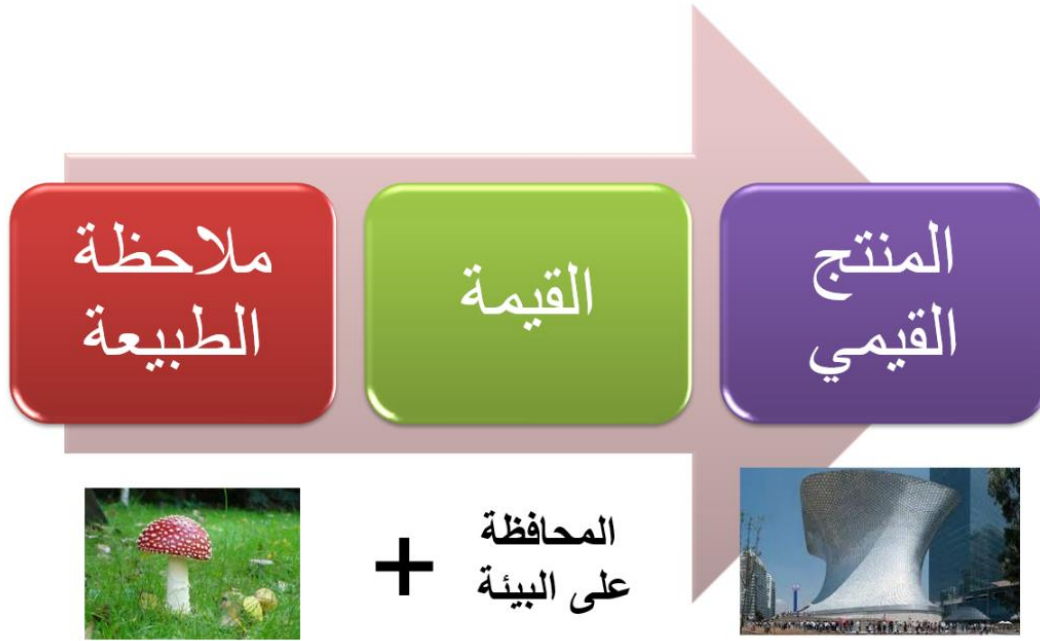 ملاحظة
الطبيعة
القيمة
المنتج
القيمي
+
المحافظة
على البيئة